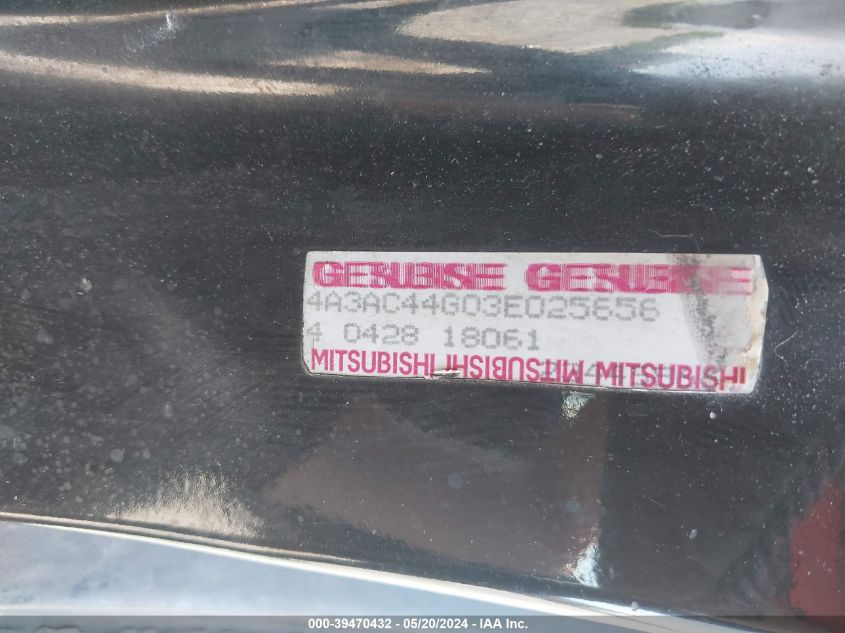 GENUINE GENUINE
4A3AC44G03E025656
4 0428 18061
MITSUBISHI MITSUBISHI MITSUBISHI
000-39470432 - 05/20/2024 - IAA Inc.